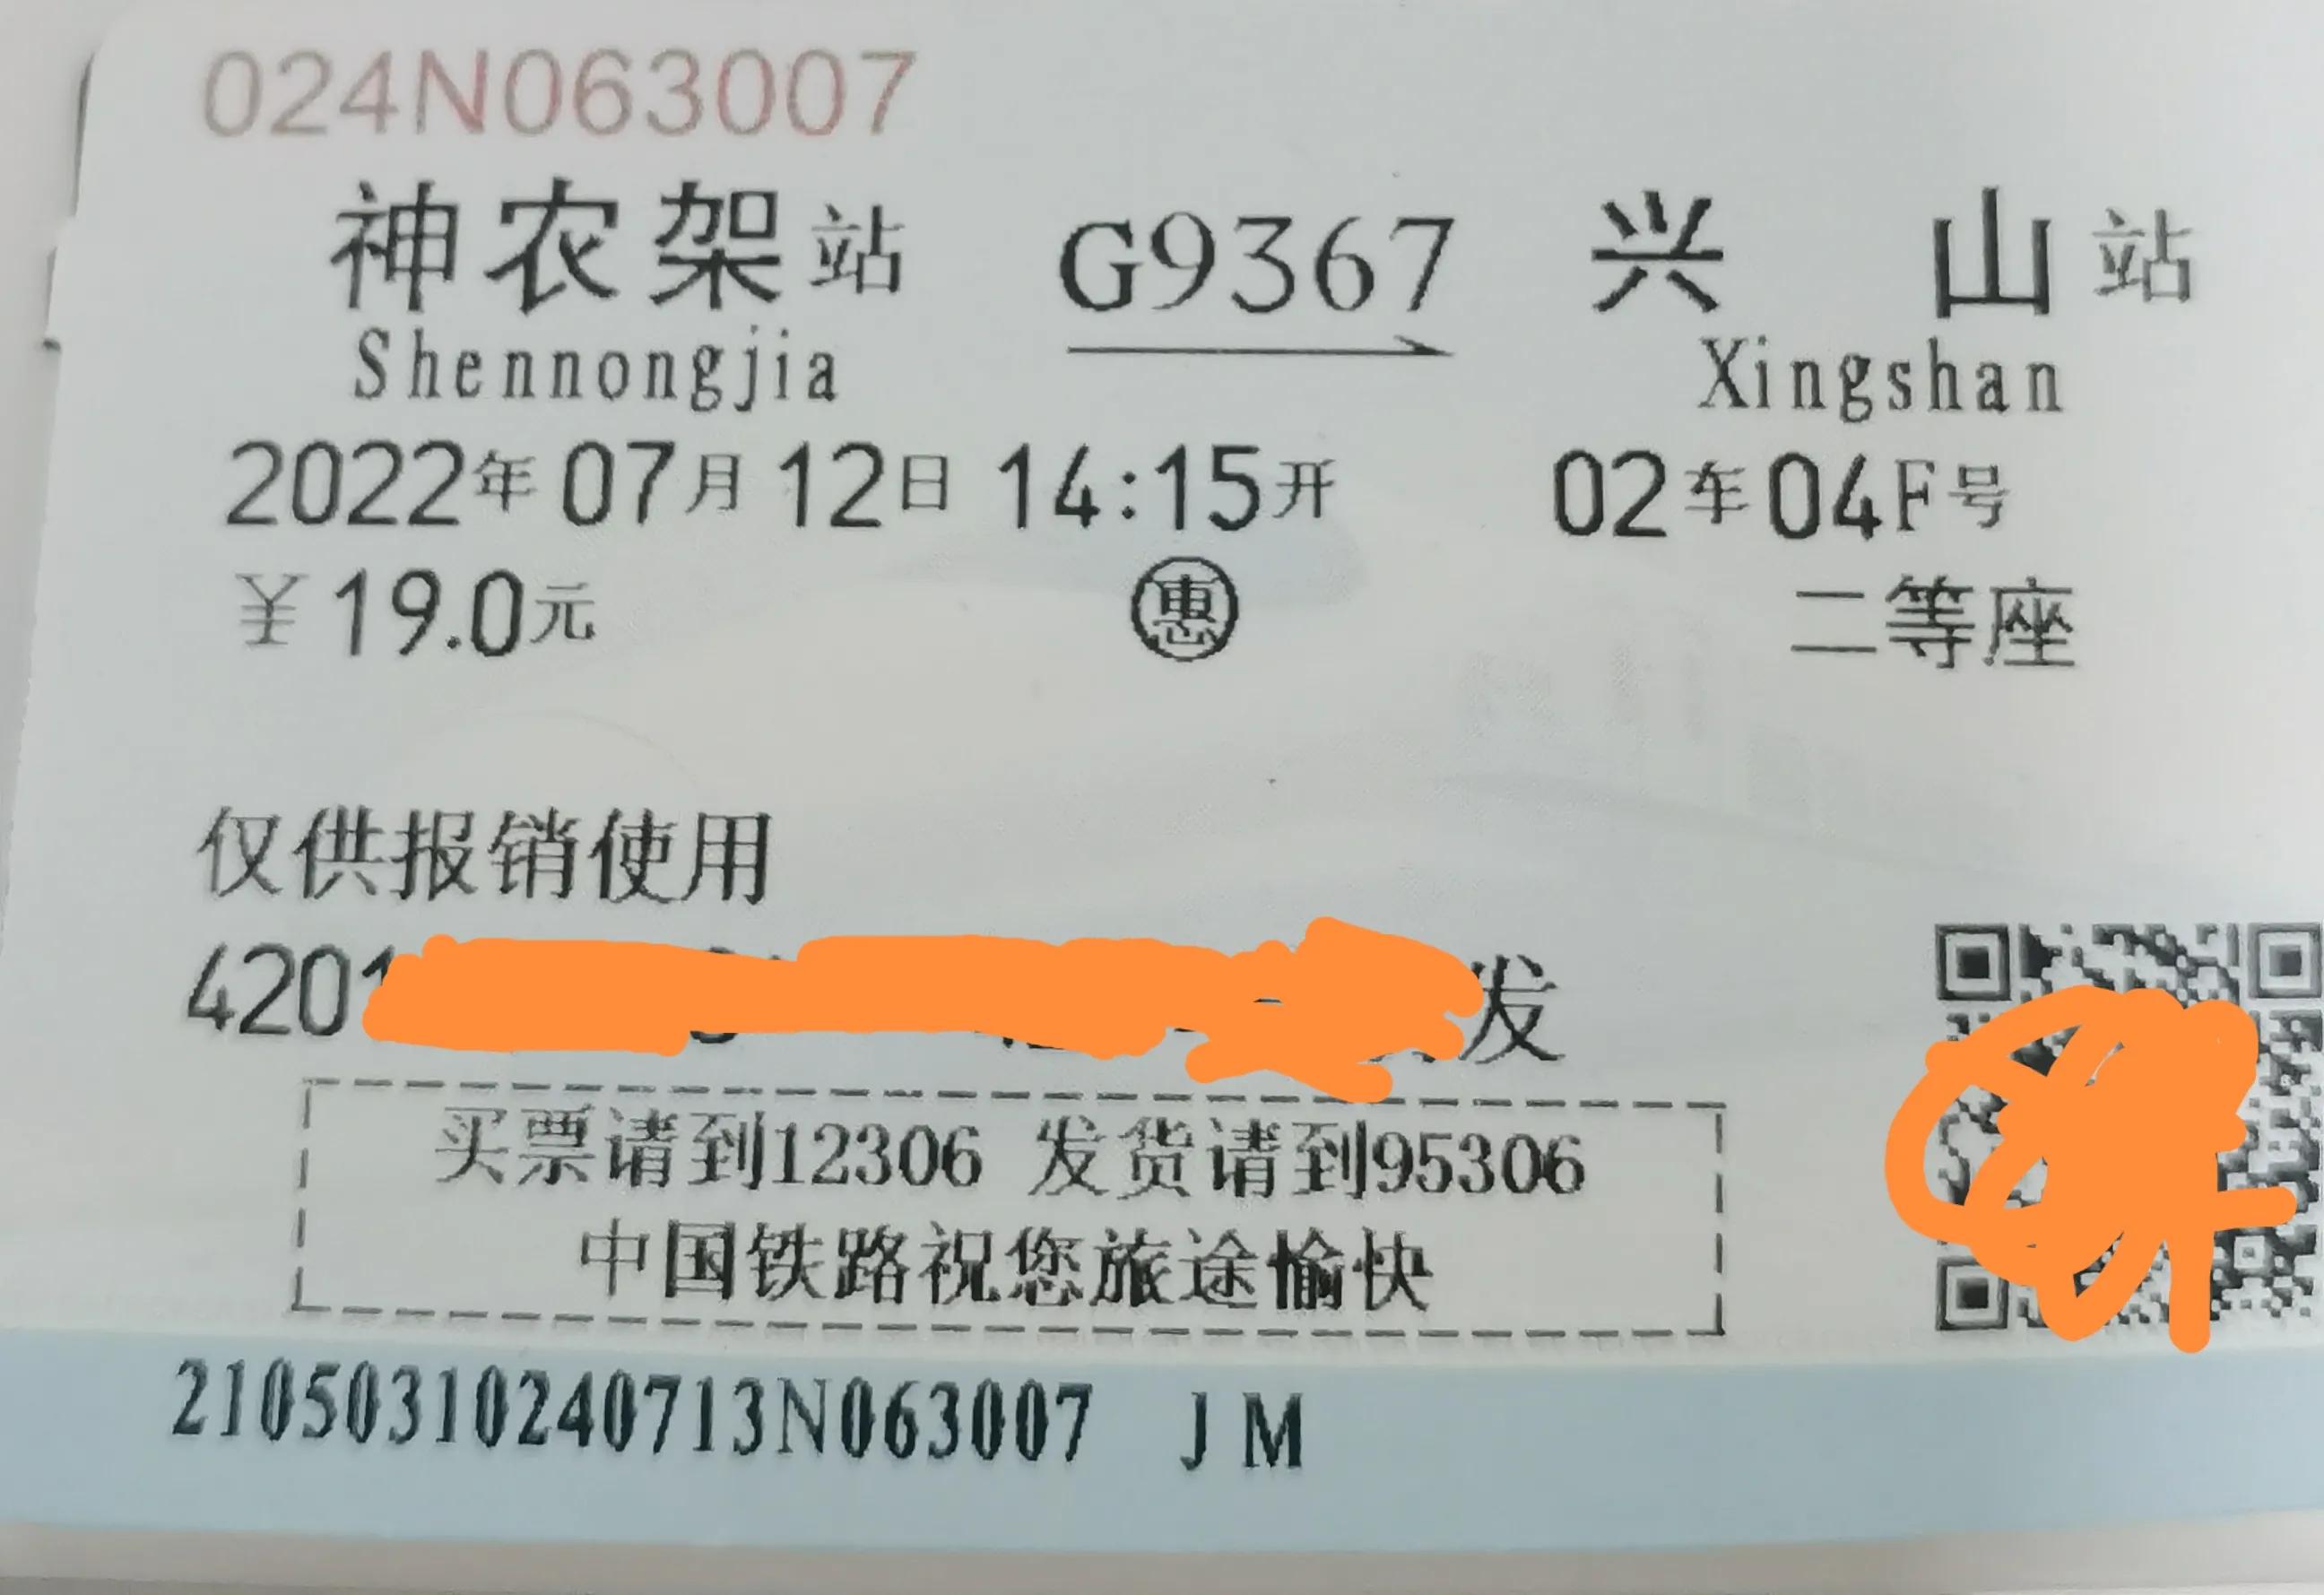 024N063007
神农架站 G9367 兴山站
Shennongjia Xingshan
2022年07月12日14:15开 02车04F号
￥19.0元 惠 二等座
仅供报销使用
4201 发
买票请到12306 发货请到95306
中国铁路祝您旅途愉快
21050310240713N063007 JM